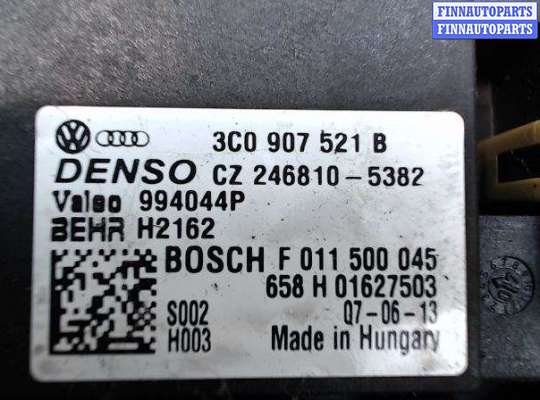 FINNAUTOPARTS
FINNAUTOPARTS
3C0 907 521 B
DENSO CZ 246810-5382
Valeo 994044P
BEHR H2162
BOSCH F 011 500 045
658 H 01627503
S002 07-06-13
H003 Made in Hungary